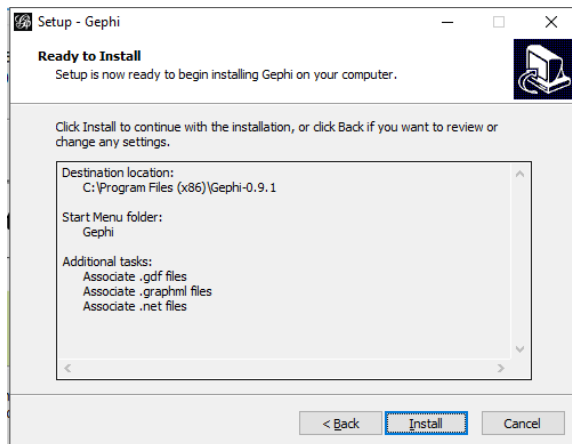 Setup - Gephi
Ready to Install
Setup is now ready to begin installing Gephi on your computer.
Click Install to continue with the installation, or click Back if you want to review or
change any settings.
Destination location:
C:\Program Files (x86)\Gephi-0.9.1
Start Menu folder:
Gephi
Additional tasks:
Associate .gdf files
Associate .graphml files
Associate .net files
< Back
Install
Cancel